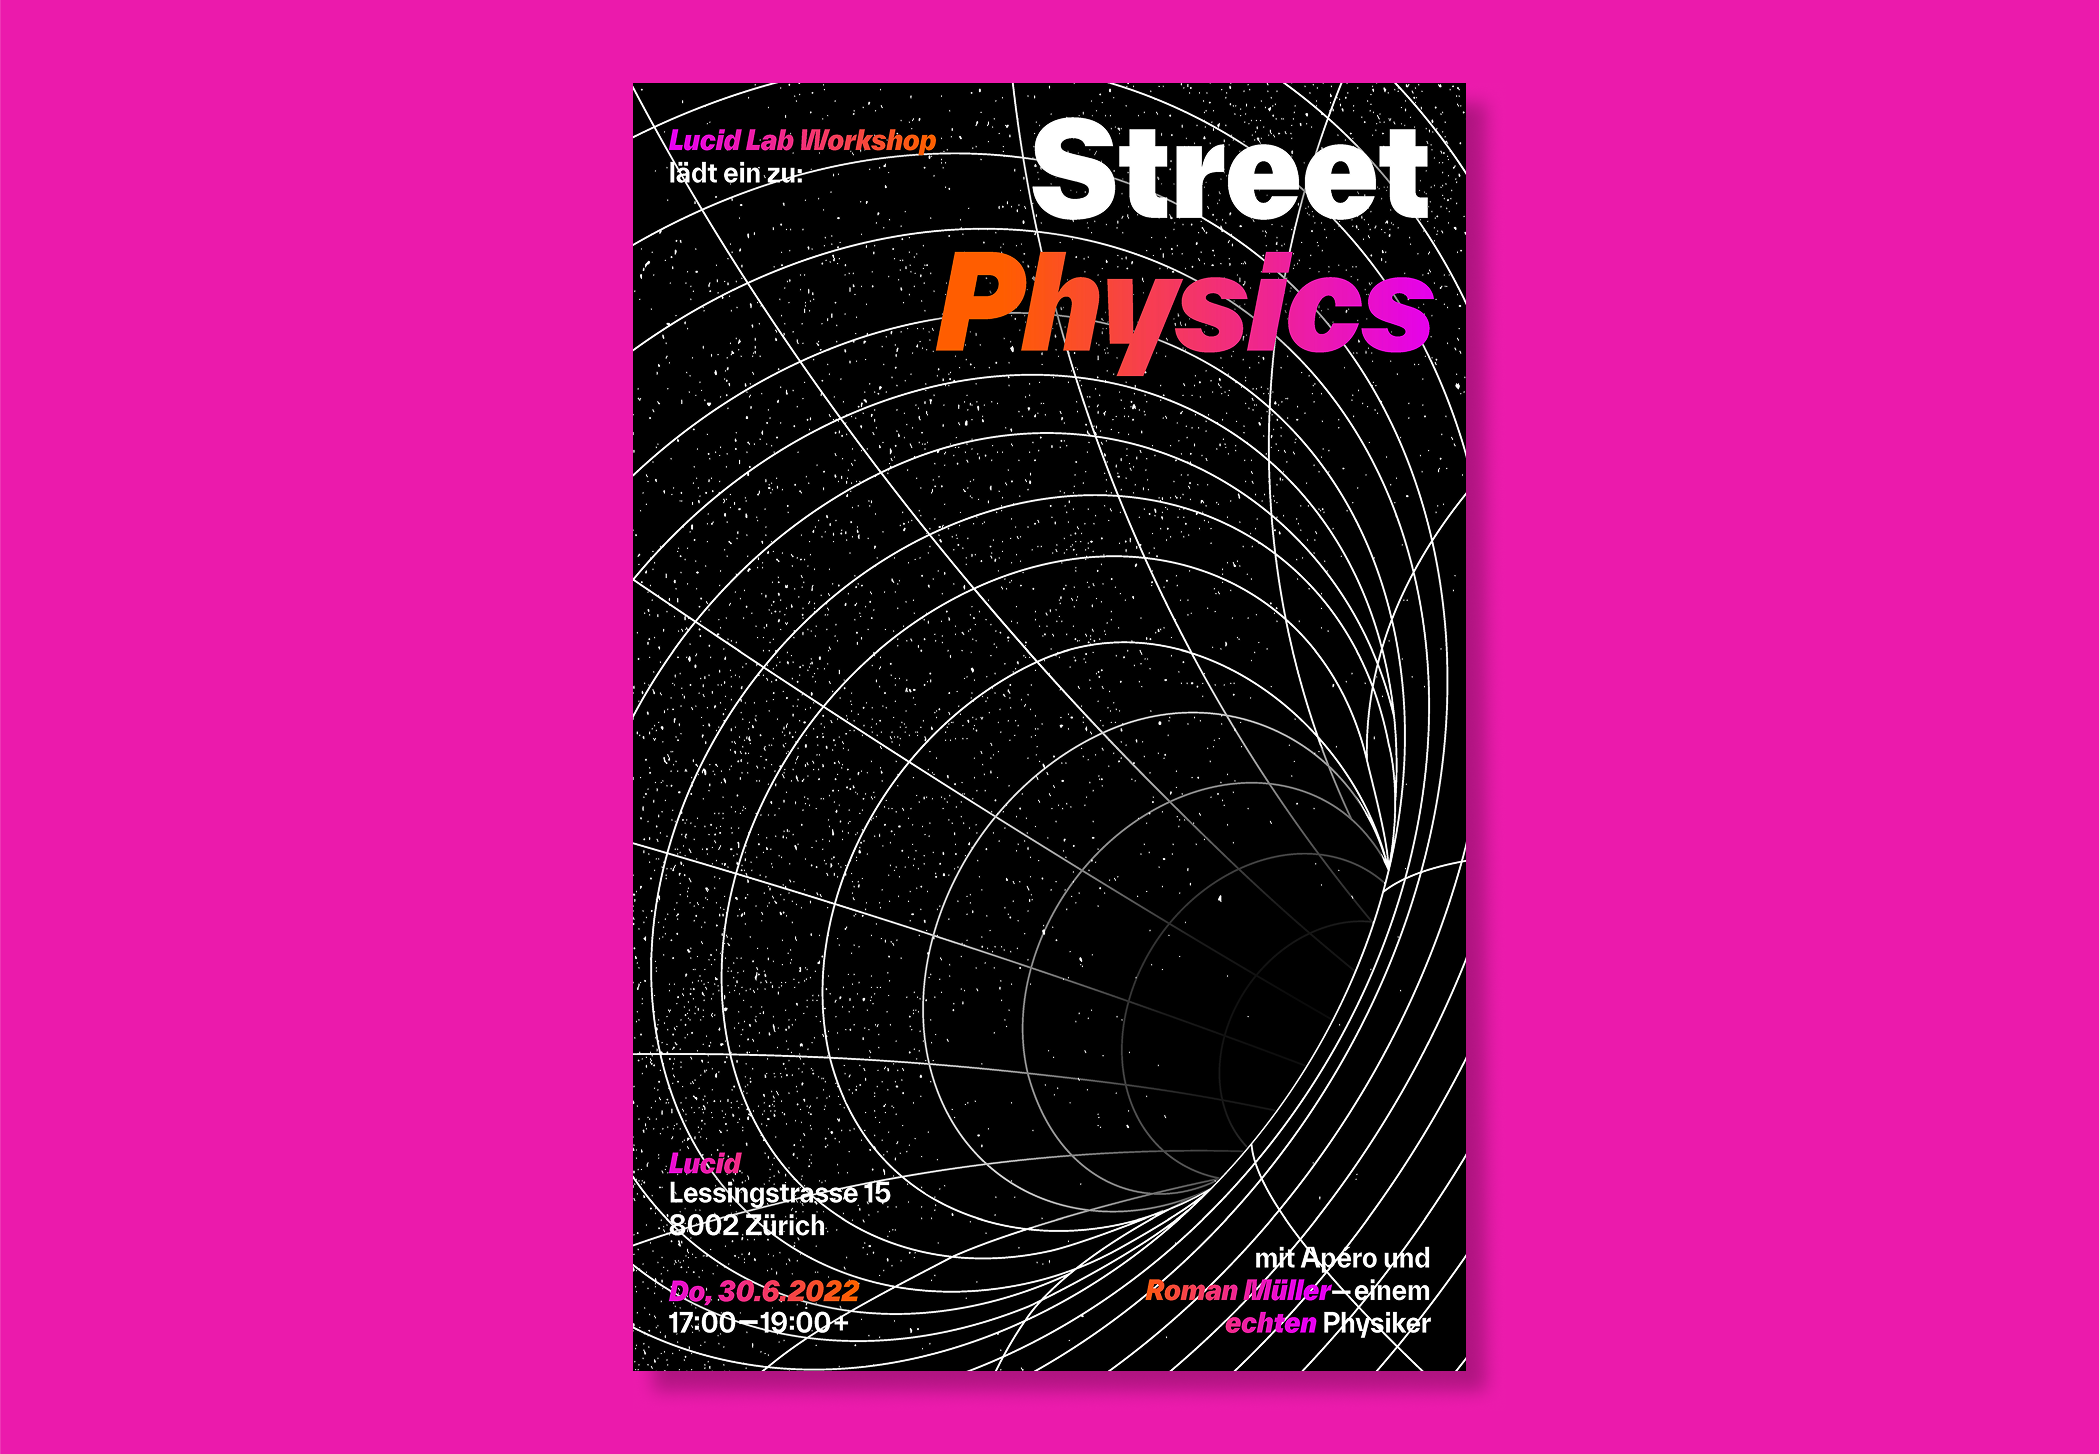 Lucid Lab Workshop
lädt ein zu:
Street
Physics
Lucid
Lessingstrasse 15
8002 Zürich
Do, 30.6.2022
17:00—19:00+
mit Apéro und
Roman Müller—einem
echten Physiker